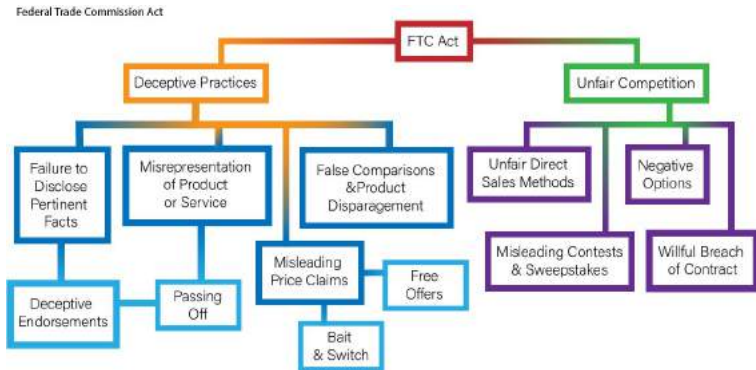 Federal Trade Commission Act
FTC Act
Deceptive Practices
Unfair Competition
Failure to
Disclose
Pertinent
Facts
Misrepresentation
of Product
or Service
False Comparisons
&Product
Disparagement
Unfair Direct
Sales Methods
Negative
Options
Misleading
Price Claims
Free
Offers
Misleading Contests
& Sweepstakes
Willful Breach
of Contract
Deceptive
Endorsements
Passing
Off
Bait
& Switch